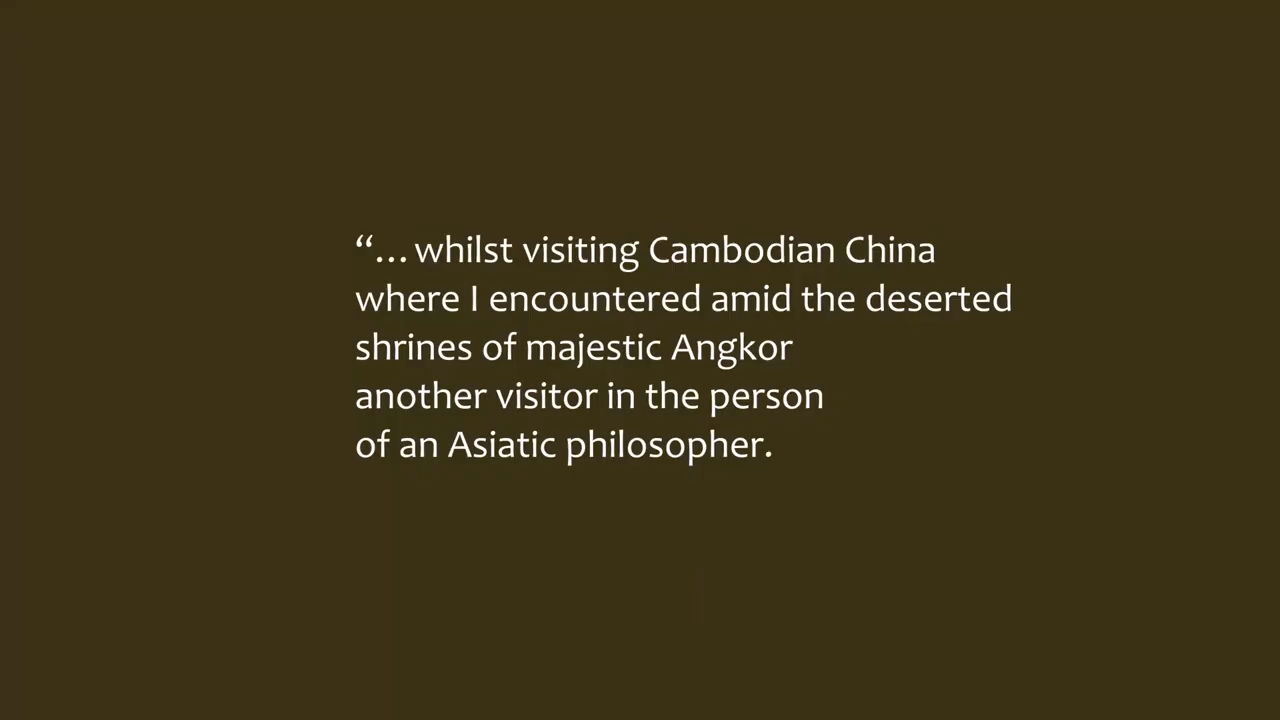 “… whilst visiting Cambodian China
where I encountered amid the deserted
shrines of majestic Angkor
another visitor in the person
of an Asiatic philosopher.